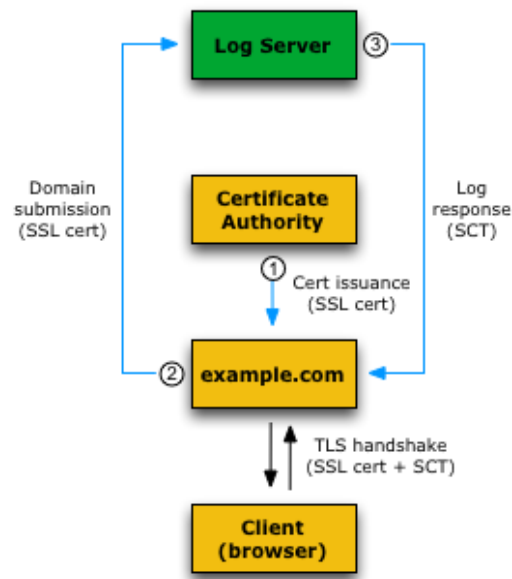 Log Server
3
Domain
submission
(SSL cert)
Certificate
Authority
Log
response
(SCT)
1
Cert issuance
(SSL cert)
2
example.com
TLS handshake
(SSL cert + SCT)
Client
(browser)